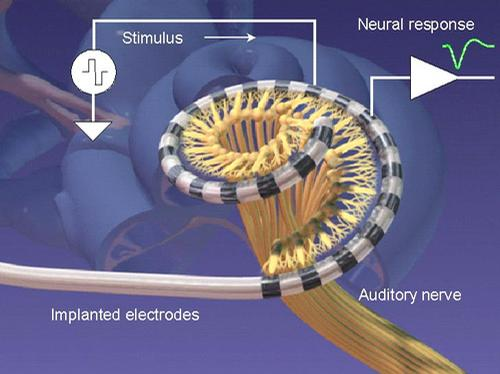 Neural response
Stimulus
Implanted electrodes
Auditory nerve